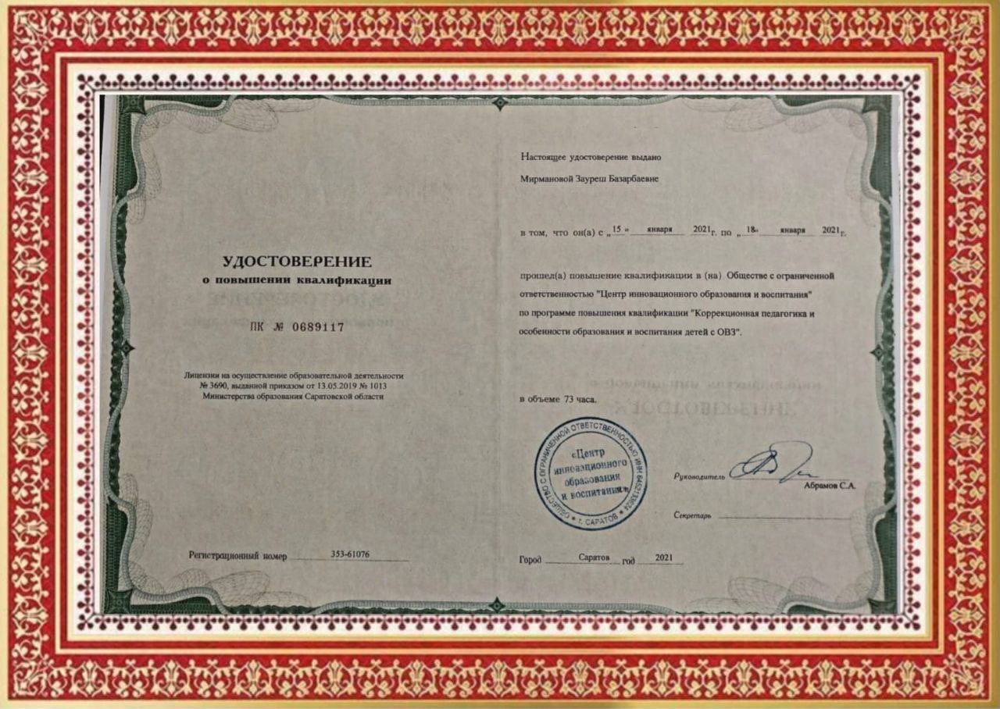 УДОСТОВЕРЕНИЕ
о повышении квалификации
ПК № 0689117
Лицензии на осуществление образовательной деятельности
№ 3690, выданной приказом от 13.05.2019 № 1013
Министерства образования Саратовской области
Регистрационный номер 353-61076
Настоящее удостоверение выдано
Мирмановой Зауреш Базарбаевне
в том, что он(а) с „15 " января 2021г. по „18" января 2021г.
прошел(а) повышение квалификации в (на) Обществе с ограниченной
ответственностью "Центр инновационного образования и воспитания"
по программе повышения квалификации "Коррекционная педагогика и
особенности образования и воспитания детей с ОВЗ".
в объеме 73 часа.
ОБЩЕСТВО С ОГРАНИЧЕННОЙ ОТВЕТСТВЕННОСТЬЮ ИНН
г. САРАТОВ
«Центр
инновационного
образования
и воспитания»
Руководитель
Абрамов С.А.
Секретарь
Город Саратов год 2021